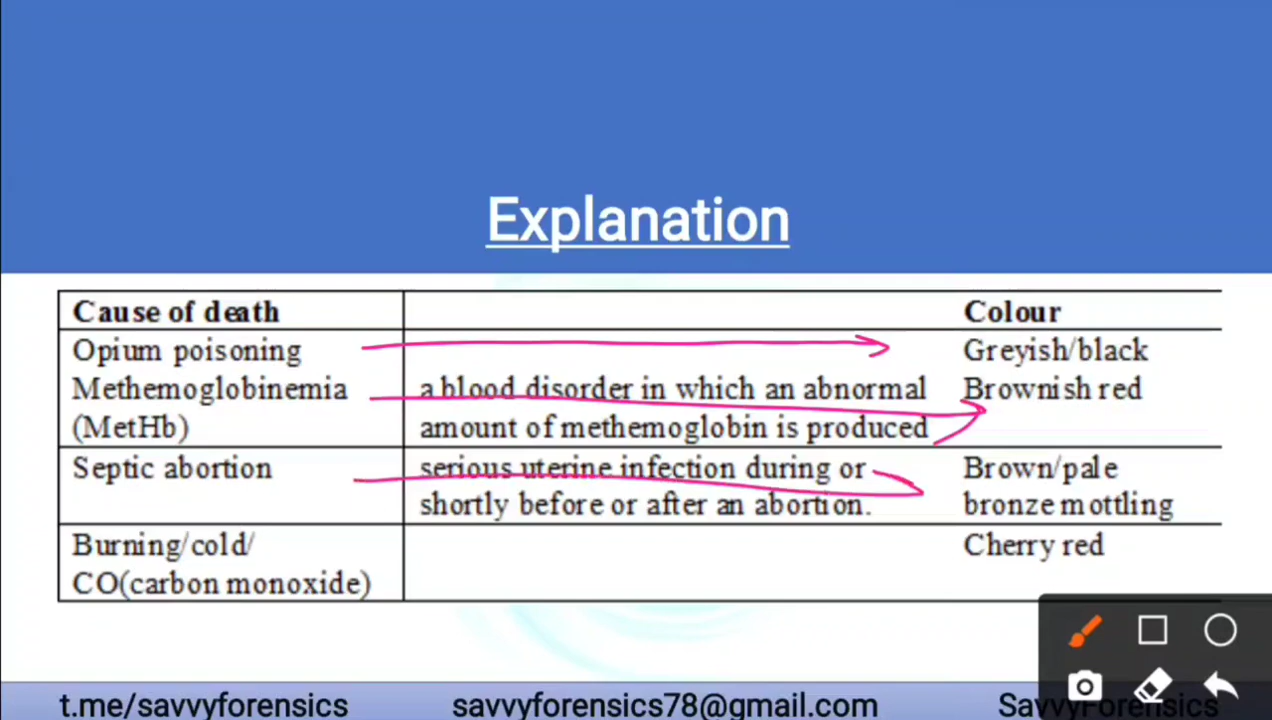 Explanation
Cause of death Colour
Opium poisoning Greyish/black
Methemoglobinemia a blood disorder in which an abnormal Brownish red
(MetHb) amount of methemoglobin is produced
Septic abortion serious uterine infection during or Brown/pale
shortly before or after an abortion. bronze mottling
Burning/cold/ Cherry red
CO(carbon monoxide)
t.me/savvyforensics savvyforensics78@gmail.com SavvyForensics